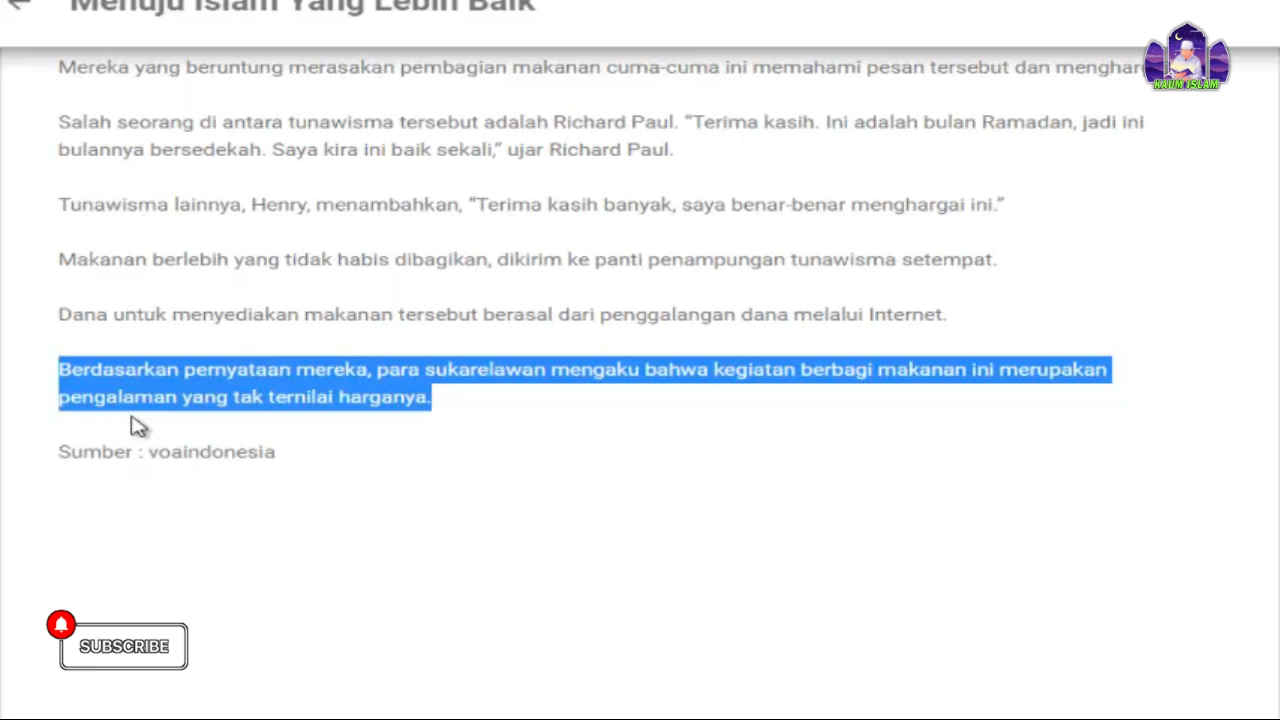 Menuju Islam Yang Lebih Baik
Mereka yang beruntung merasakan pembagian makanan cuma-cuma ini memahami pesan tersebut dan menghar
KAUM ISLAM
Salah seorang di antara tunawisma tersebut adalah Richard Paul. “Terima kasih. Ini adalah bulan Ramadan, jadi ini
bulannya bersedekah. Saya kira ini baik sekali,” ujar Richard Paul.
Tunawisma lainnya, Henry, menambahkan, “Terima kasih banyak, saya benar-benar menghargai ini.”
Makanan berlebih yang tidak habis dibagikan, dikirim ke panti penampungan tunawisma setempat.
Dana untuk menyediakan makanan tersebut berasal dari penggalangan dana melalui Internet.
Berdasarkan pernyataan mereka, para sukarelawan mengaku bahwa kegiatan berbagi makanan ini merupakan
pengalaman yang tak ternilai harganya.
Sumber : voaindonesia
SUBSCRIBE